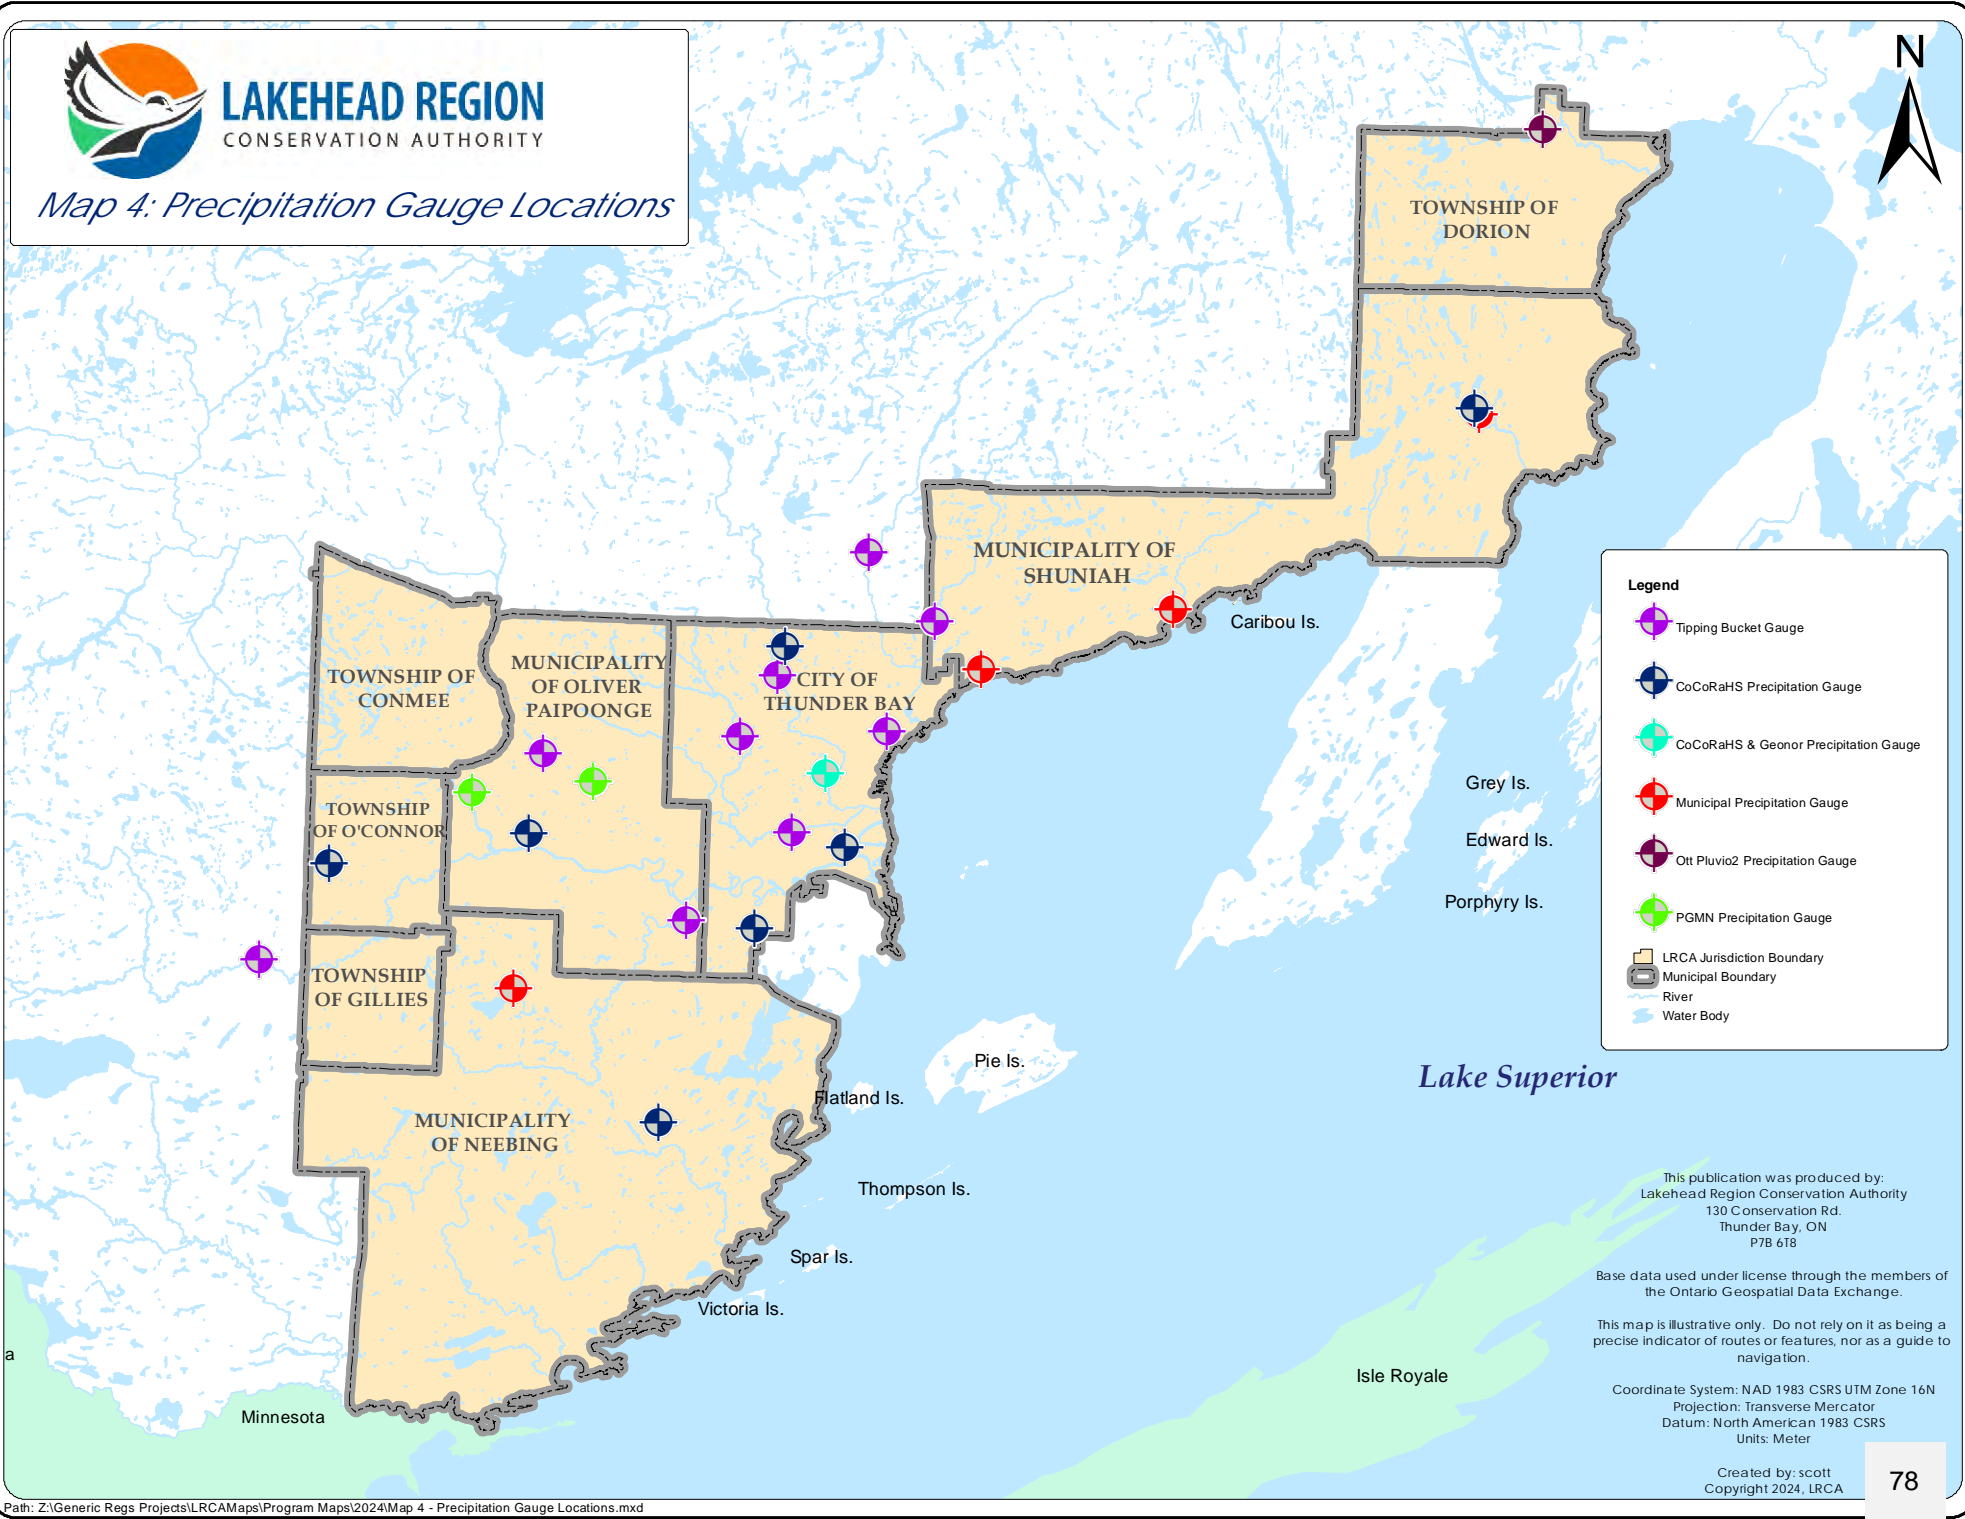 LAKEHEAD REGION
CONSERVATION AUTHORITY
Map 4: Precipitation Gauge Locations
N
TOWNSHIP OF
DORION
MUNICIPALITY OF
SHUNIAH
Caribou Is.
TOWNSHIP OF
CONMEE
MUNICIPALITY
OF OLIVER
PAIPOONGE
CITY OF
THUNDER BAY
TOWNSHIP
OF O'CONNOR
TOWNSHIP
OF GILLIES
MUNICIPALITY
OF NEEBING
Grey Is.
Edward Is.
Porphyry Is.
Pie Is.
Flatland Is.
Thompson Is.
Spar Is.
Victoria Is.
Lake Superior
Isle Royale
Minnesota
a
Legend
Tipping Bucket Gauge
CoCoRaHS Precipitation Gauge
CoCoRaHS & Geonor Precipitation Gauge
Municipal Precipitation Gauge
Ott Pluvio2 Precipitation Gauge
PGMN Precipitation Gauge
LRCA Jurisdiction Boundary
Municipal Boundary
River
Water Body
This publication was produced by:
Lakehead Region Conservation Authority
130 Conservation Rd.
Thunder Bay, ON
P7B 6T8
Base data used under license through the members of
the Ontario Geospatial Data Exchange.
This map is illustrative only. Do not rely on it as being a
precise indicator of routes or features, nor as a guide to
navigation.
Coordinate System: NAD 1983 CSRS UTM Zone 16N
Projection: Transverse Mercator
Datum: North American 1983 CSRS
Units: Meter
Created by: scott
Copyright 2024, LRCA
78
Path: Z:\Generic Regs Projects\LRCAMaps\Program Maps\2024\Map 4 - Precipitation Gauge Locations.mxd